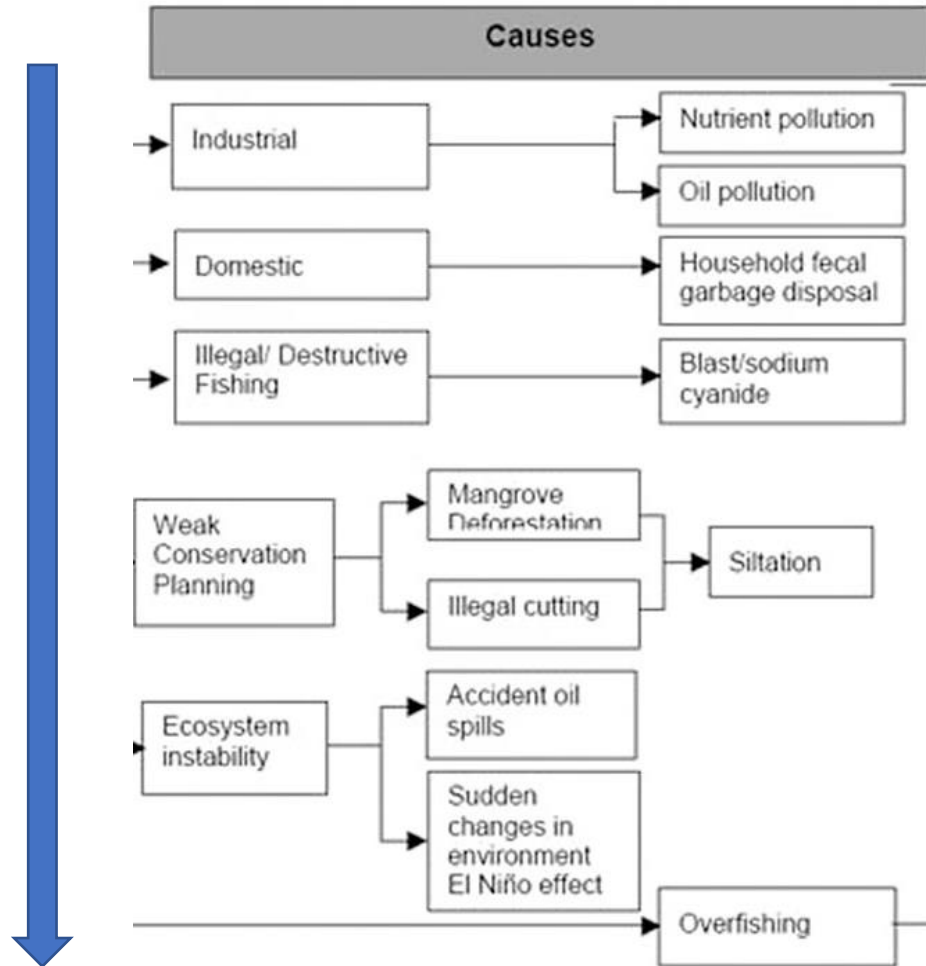 Causes
Industrial
Nutrient pollution
Oil pollution
Domestic
Household fecal
garbage disposal
Illegal/ Destructive
Fishing
Blast/sodium
cyanide
Weak
Conservation
Planning
Mangrove
Deforestation
Illegal cutting
Siltation
Ecosystem
instability
Accident oil
spills
Sudden
changes in
environment
El Niño effect
Overfishing